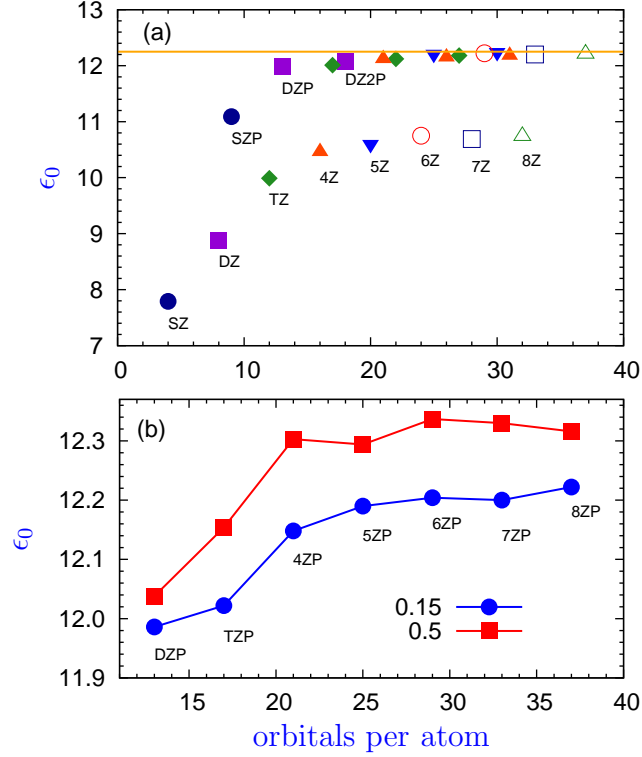 (a)
13
12
11
10
9
8
7
ϵ0
DZP
DZ2P
SZP
TZ
4Z
5Z
6Z
7Z
8Z
DZ
SZ
0
10
20
30
40
(b)
12.3
12.2
12.1
12.0
11.9
ϵ0
DZP
TZP
4ZP
5ZP
6ZP
7ZP
8ZP
0.15
0.5
15
20
25
30
35
40
orbitals per atom